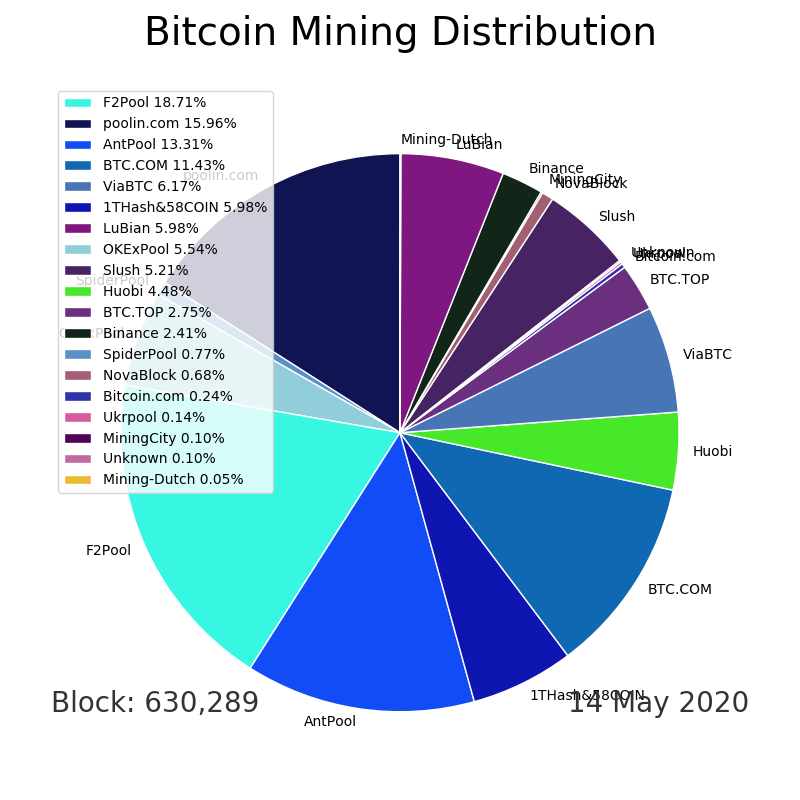 Bitcoin Mining Distribution
F2Pool 18.71%
poolin.com 15.96%
AntPool 13.31%
BTC.COM 11.43%
ViaBTC 6.17%
1THash&58COIN 5.98%
LuBian 5.98%
OKExPool 5.54%
Slush 5.21%
Huobi 4.48%
BTC.TOP 2.75%
Binance 2.41%
SpiderPool 0.77%
NovaBlock 0.68%
Bitcoin.com 0.24%
Ukrpool 0.14%
MiningCity 0.10%
Unknown 0.10%
Mining-Dutch 0.05%
Mining-Dutch
LuBian
Binance
MiningCity
NovaBlock
Slush
Unknown
Bitcoin.com
BTC.TOP
ViaBTC
Huobi
BTC.COM
1THash&58COIN
AntPool
F2Pool
SpiderPool
poolin.com
Block: 630,289
14 May 2020